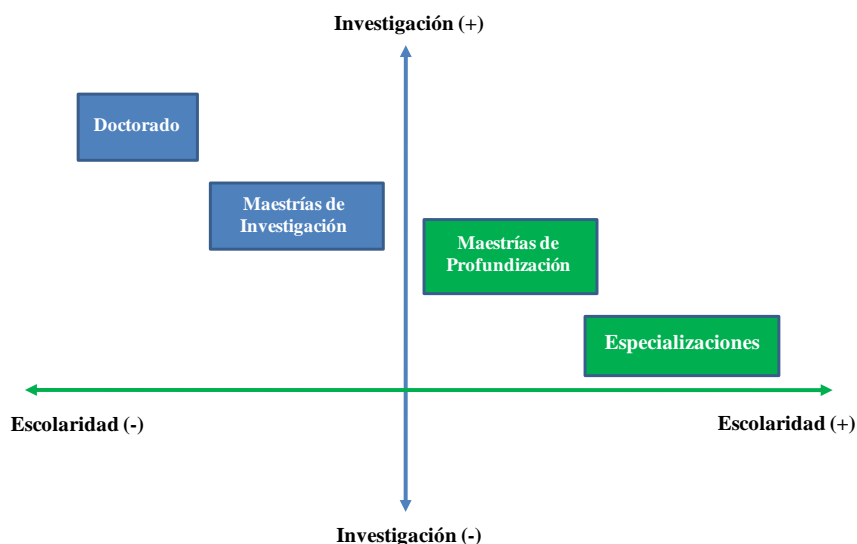 Investigación (+)
Doctorado
Maestrías de
Investigación
Maestrías de
Profundización
Especializaciones
Escolaridad (-)
Escolaridad (+)
Investigación (-)